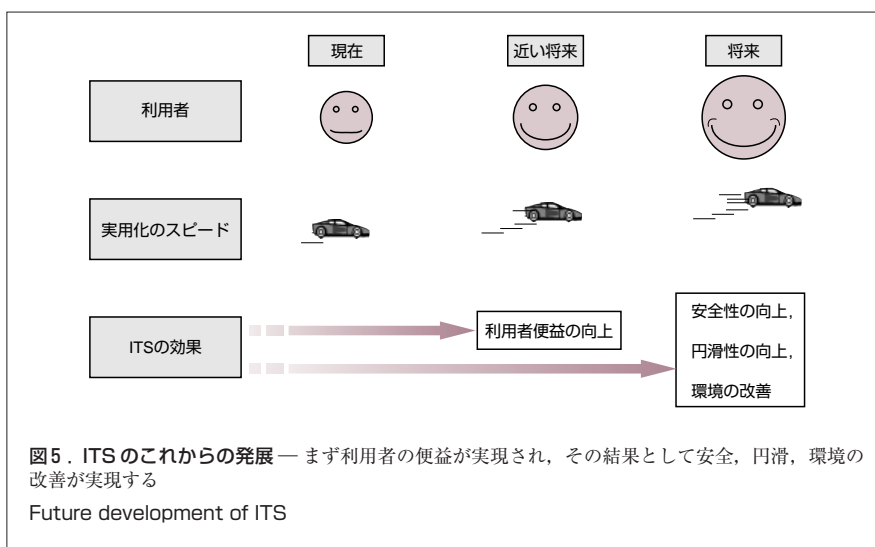 現在
近い将来
将来
利用者
実用化のスピード
ITSの効果
利用者便益の向上
安全性の向上，
円滑性の向上，
環境の改善
図5．ITSのこれからの発展 — まず利用者の便益が実現され，その結果として安全，円滑，環境の
改善が実現する
Future development of ITS